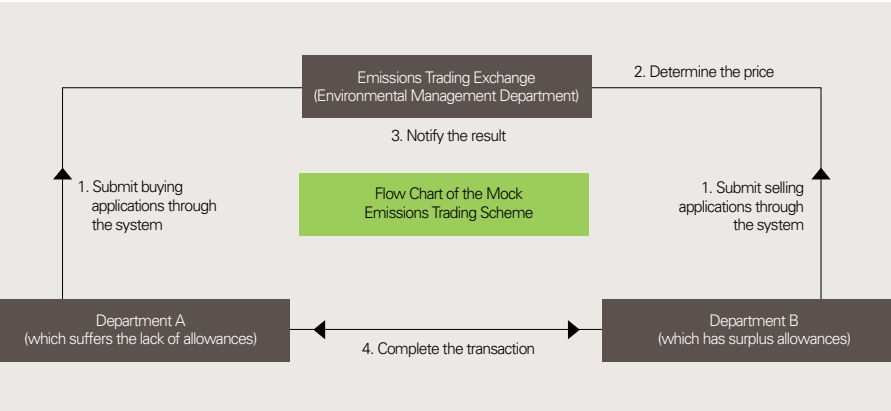 Emissions Trading Exchange
(Environmental Management Department)
2. Determine the price
3. Notify the result
1. Submit buying
applications through
the system
Flow Chart of the Mock
Emissions Trading Scheme
1. Submit selling
applications through
the system
Department A
(which suffers the lack of allowances)
4. Complete the transaction
Department B
(which has surplus allowances)